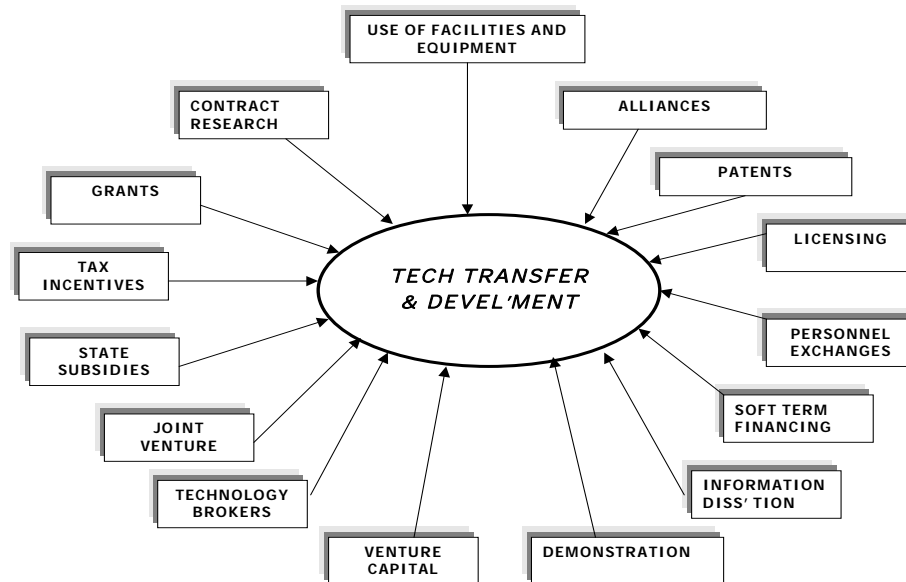 USE OF FACILITIES AND
EQUIPMENT
CONTRACT
RESEARCH
ALLIANCES
GRANTS
PATENTS
LICENSING
TAX
INCENTIVES
TECH TRANSFER
& DEVEL'MENT
STATE
SUBSIDIES
PERSONNEL
EXCHANGES
JOINT
VENTURE
SOFT TERM
FINANCING
TECHNOLOGY
BROKERS
INFORMATION
DISS' TION
VENTURE
CAPITAL
DEMONSTRATION